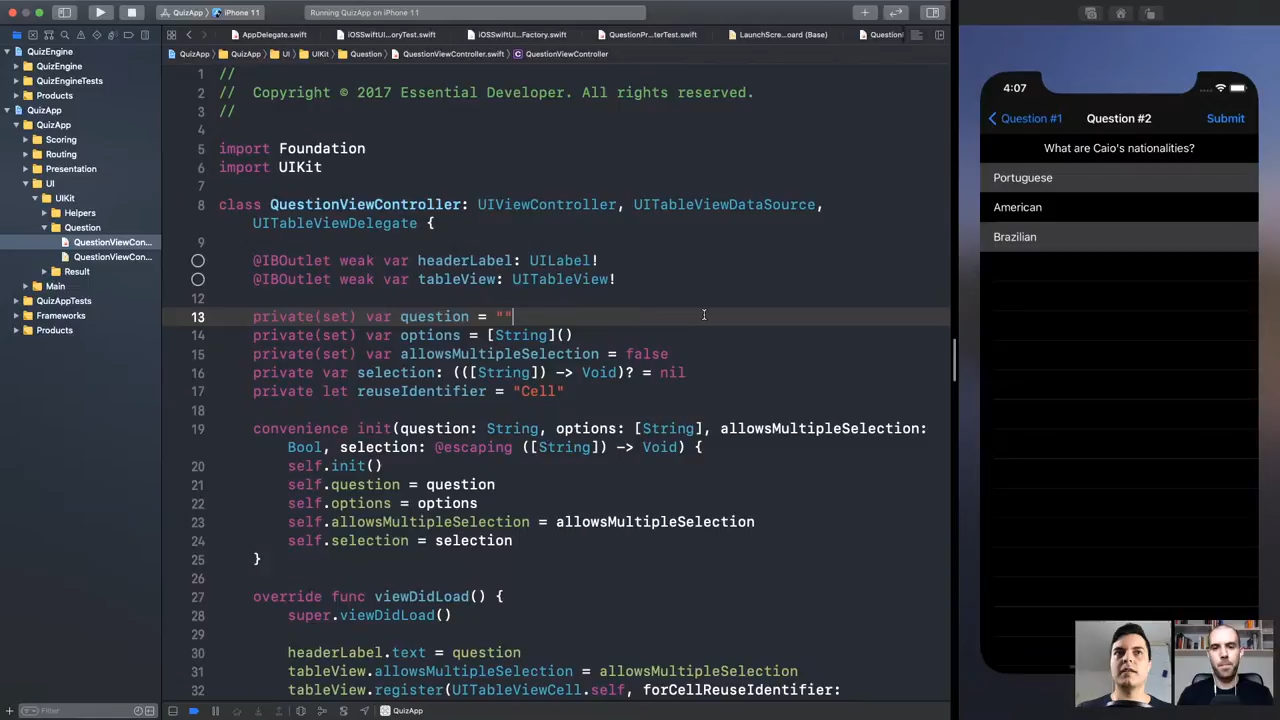 QuizApp
iPhone 11
Running QuizApp on iPhone 11
QuizEngine
QuizEngine
QuizEngineTests
Products
QuizApp
QuizApp
Scoring
Routing
Presentation
UI
UIKit
Helpers
Question
QuestionViewCon...
QuestionViewCon...
Result
Main
QuizAppTests
Frameworks
Products
Filter
AppDelegate.swift
iOSSwiftUI...oryTest.swift
iOSSwiftUI...Factory.swift
QuestionPr...terTest.swift
LaunchScre...oard (Base)
Question
QuizApp
QuizApp
UI
UIKit
Question
QuestionViewController.swift
C
QuestionViewController
1 //
2 // Copyright © 2017 Essential Developer. All rights reserved.
3 //
4
5 import Foundation
6 import UIKit
7
8 class QuestionViewController: UIViewController, UITableViewDataSource,
UITableViewDelegate {
9
@IBOutlet weak var headerLabel: UILabel!
@IBOutlet weak var tableView: UITableView!
12
13 private(set) var question = ""
14 private(set) var options = [String]()
15 private(set) var allowsMultipleSelection = false
16 private var selection: (([String]) -> Void)? = nil
17 private let reuseIdentifier = "Cell"
18
19 convenience init(question: String, options: [String], allowsMultipleSelection:
Bool, selection: @escaping ([String]) -> Void) {
20 self.init()
21 self.question = question
22 self.options = options
23 self.allowsMultipleSelection = allowsMultipleSelection
24 self.selection = selection
25 }
26
27 override func viewDidLoad() {
28 super.viewDidLoad()
29
30 headerLabel.text = question
31 tableView.allowsMultipleSelection = allowsMultipleSelection
32 tableView.register(UITableViewCell.self, forCellReuseIdentifier:
QuizApp
4:07
Question #1
Question #2
Submit
What are Caio's nationalities?
Portuguese
American
Brazilian